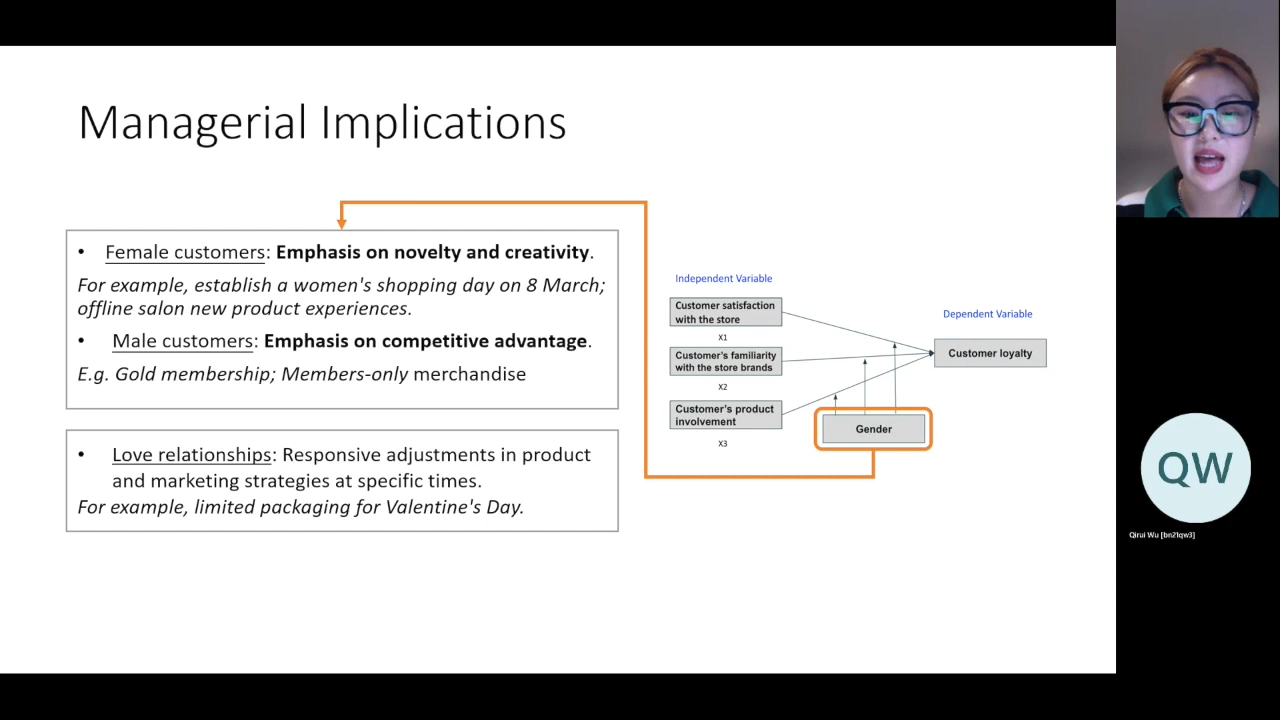 Managerial Implications
• Female customers: Emphasis on novelty and creativity.
For example, establish a women's shopping day on 8 March;
offline salon new product experiences.
• Male customers: Emphasis on competitive advantage.
E.g. Gold membership; Members-only merchandise
• Love relationships: Responsive adjustments in product
and marketing strategies at specific times.
For example, limited packaging for Valentine's Day.
Independent Variable
Customer satisfaction
with the store
X1
Customer's familiarity
with the store brands
X2
Customer's product
involvement
X3
Dependent Variable
Customer loyalty
Gender
QW
Qirui Wu [bn21qw3]